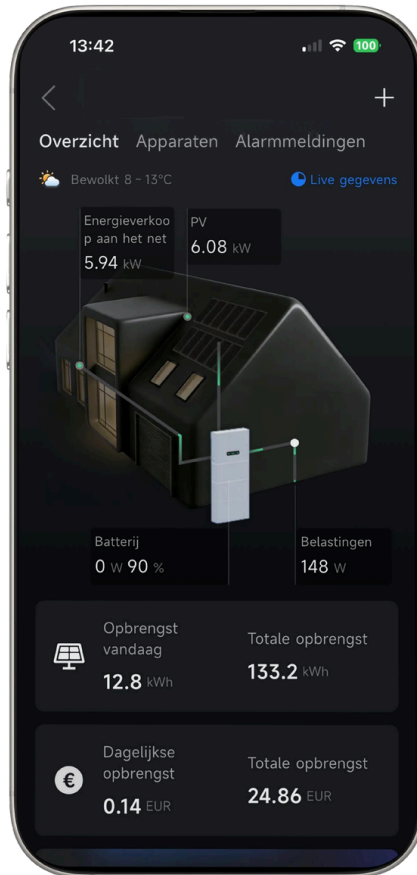 13:42
100
Overzicht Apparaten Alarmmeldingen
Bewolkt 8 - 13°C
Live gegevens
Energieverkoo
p aan het net
5.94 kW
PV
6.08 kW
Batterij
0 W 90 %
Belastingen
148 W
Opbrengst
vandaag
12.8 kWh
Totale opbrengst
133.2 kWh
Dagelijkse
opbrengst
0.14 EUR
Totale opbrengst
24.86 EUR